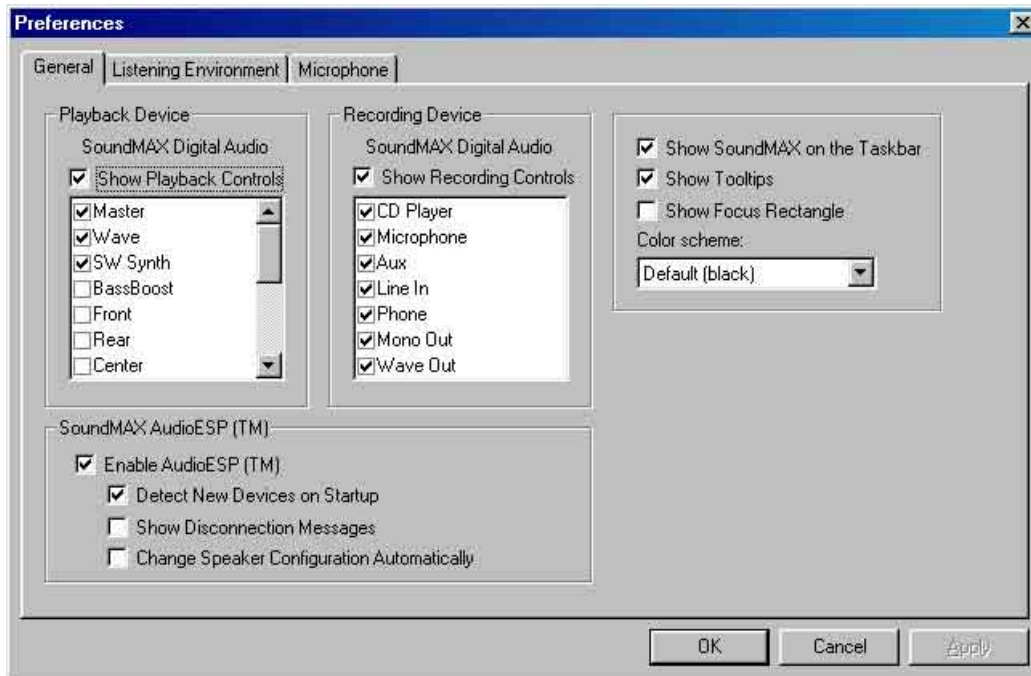 Preferences
General
Listening Environment
Microphone
Playback Device
SoundMAX Digital Audio
Show Playback Controls
Master
Wave
SW Synth
BassBoost
Front
Rear
Center
Recording Device
SoundMAX Digital Audio
Show Recording Controls
CD Player
Microphone
Aux
Line In
Phone
Mono Out
Wave Out
Show SoundMAX on the Taskbar
Show Tooltips
Show Focus Rectangle
Color scheme:
Default (black)
SoundMAX AudioESP (TM)
Enable AudioESP (TM)
Detect New Devices on Startup
Show Disconnection Messages
Change Speaker Configuration Automatically
OK
Cancel
Apply